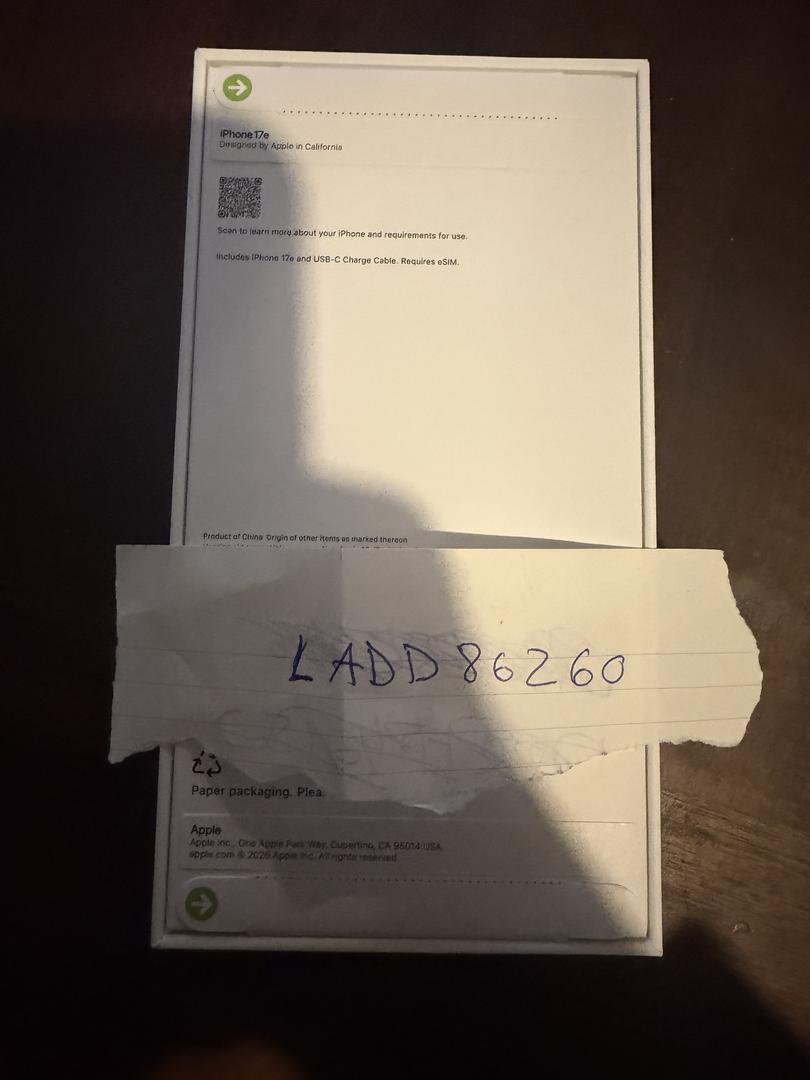 iPhone 17e
Designed by Apple in California
Scan to learn more about your iPhone and requirements for use.
Includes iPhone 17e and USB-C Charge Cable. Requires eSIM.
Product of China Origin of other items as marked thereon
LADD86260
Paper packaging. Plea
Apple
Apple Inc., One Apple Park Way, Cupertino, CA 95014 USA
apple.com © 2026 Apple Inc. All rights reserved.